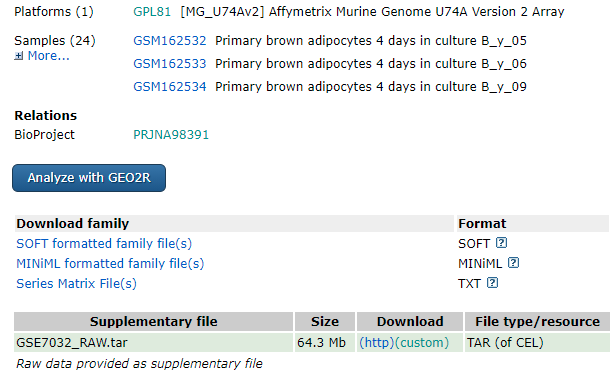 Platforms (1) GPL81 [MG_U74Av2] Affymetrix Murine Genome U74A Version 2 Array
Samples (24) GSM162532 Primary brown adipocytes 4 days in culture B_y_05
More... GSM162533 Primary brown adipocytes 4 days in culture B_y_06
GSM162534 Primary brown adipocytes 4 days in culture B_y_09
Relations
BioProject PRJNA98391
Analyze with GEO2R
Download family Format
SOFT formatted family file(s) SOFT ?
MINiML formatted family file(s) MINiML ?
Series Matrix File(s) TXT ?
Supplementary file Size Download File type/resource
GSE7032_RAW.tar 64.3 Mb (http)(custom) TAR (of CEL)
Raw data provided as supplementary file